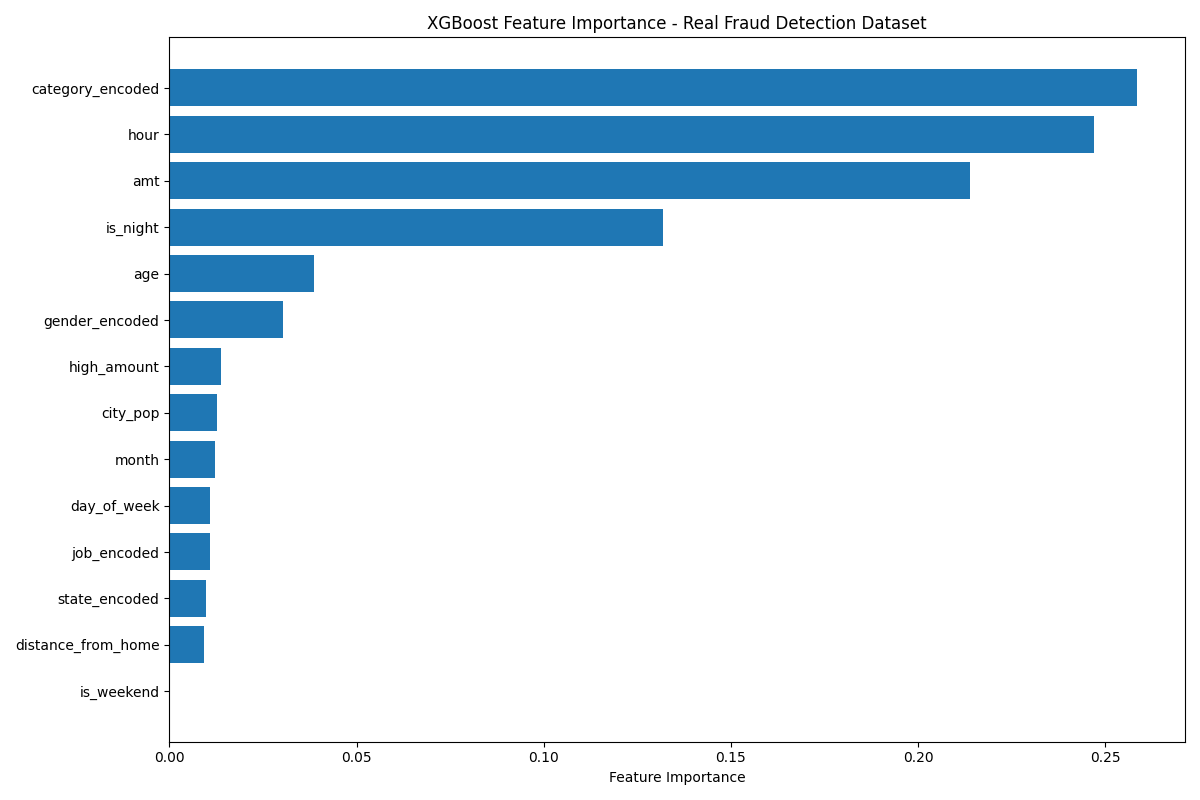 XGBoost Feature Importance - Real Fraud Detection Dataset
category_encoded
hour
amt
is_night
age
gender_encoded
high_amount
city_pop
month
day_of_week
job_encoded
state_encoded
distance_from_home
is_weekend
0.00 0.05 0.10 0.15 0.20 0.25
Feature Importance